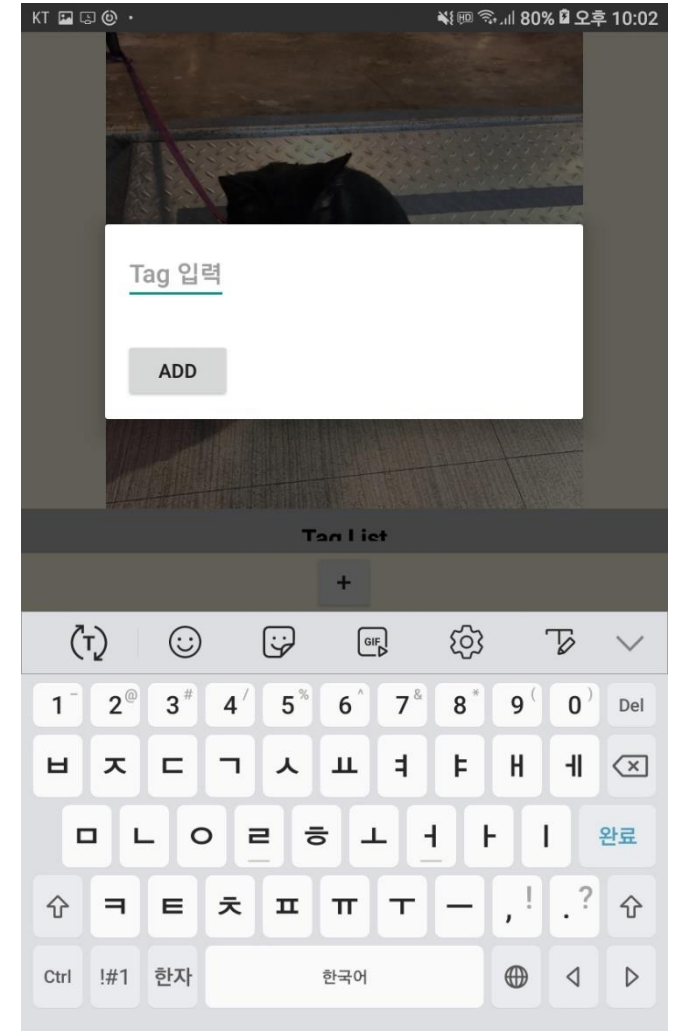 KT 80% 오후 10:02
Tag 입력
ADD
Tag List
+
T GIF T
1 - 2 @ 3 # 4 / 5 % 6 ^ 7 & 8 * 9 ( 0 ) Del
ㅂ ㅈ ㄷ ㄱ ㅅ ㅛ ㅕ ㅑ ㅐ ㅔ
ㅁ ㄴ ㅇ ㄹ ㅎ ㅗ ㅓ ㅏ ㅣ 완료
ㅋ ㅌ ㅊ ㅍ ㅠ ㅜ ㅡ , ! . ?
Ctrl !#1 한자 한국어